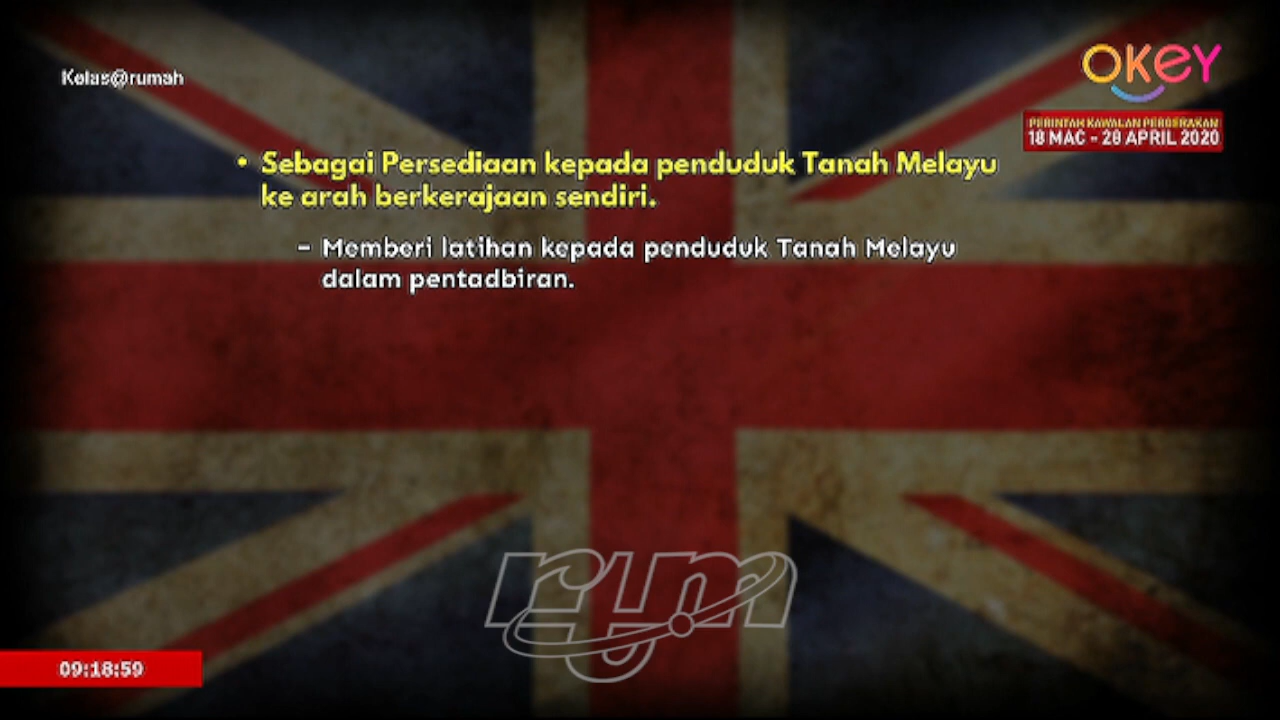 Kelas@rumah
OKEY
PERINTAH KAWALAN PERGERAKAN
18 MAC - 28 APRIL 2020
• Sebagai Persediaan kepada penduduk Tanah Melayu
ke arah berkerajaan sendiri.
– Memberi latihan kepada penduduk Tanah Melayu
dalam pentadbiran.
rtm
09:18:59